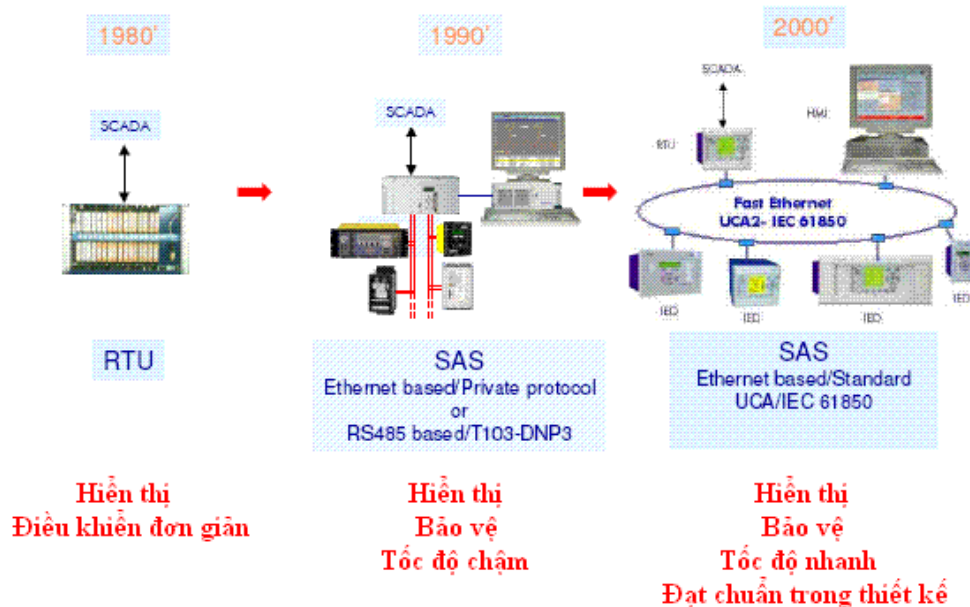 1980'
1990'
2000'
SCADA
SCADA
SCADA
RTU
HMI
Fast Ethernet
UCA2- IEC 61850
IED
IED
IED
IED
RTU
SAS
Ethernet based/Private protocol
or
RS485 based/T103-DNP3
SAS
Ethernet based/Standard
UCA/IEC 61850
Hiển thị
Điều khiển đơn giản
Hiển thị
Bảo vệ
Tốc độ chậm
Hiển thị
Bảo vệ
Tốc độ nhanh
Đạt chuẩn trong thiết kế